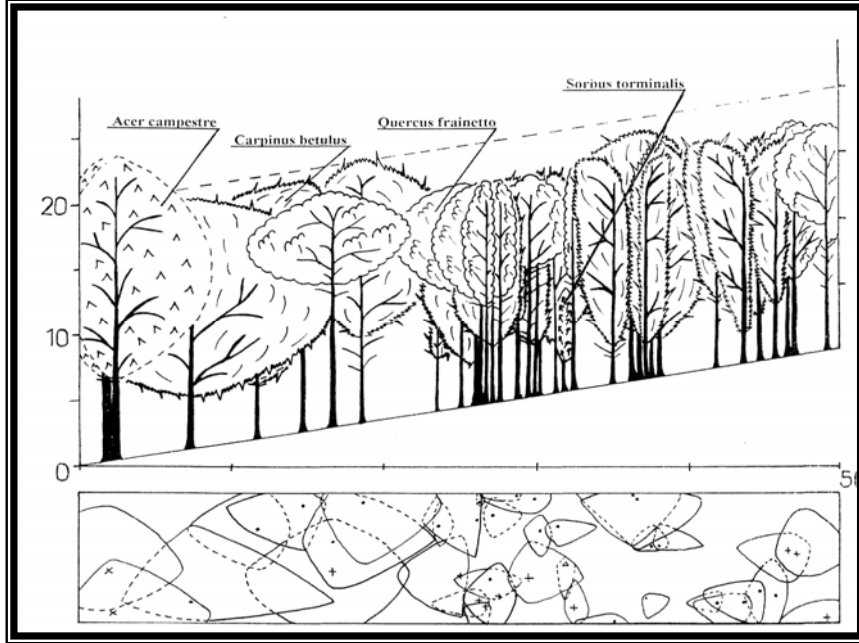 Sorbus torminalis
Acer campestre
Carpinus betulus
Quercus frainetto
20
10
0